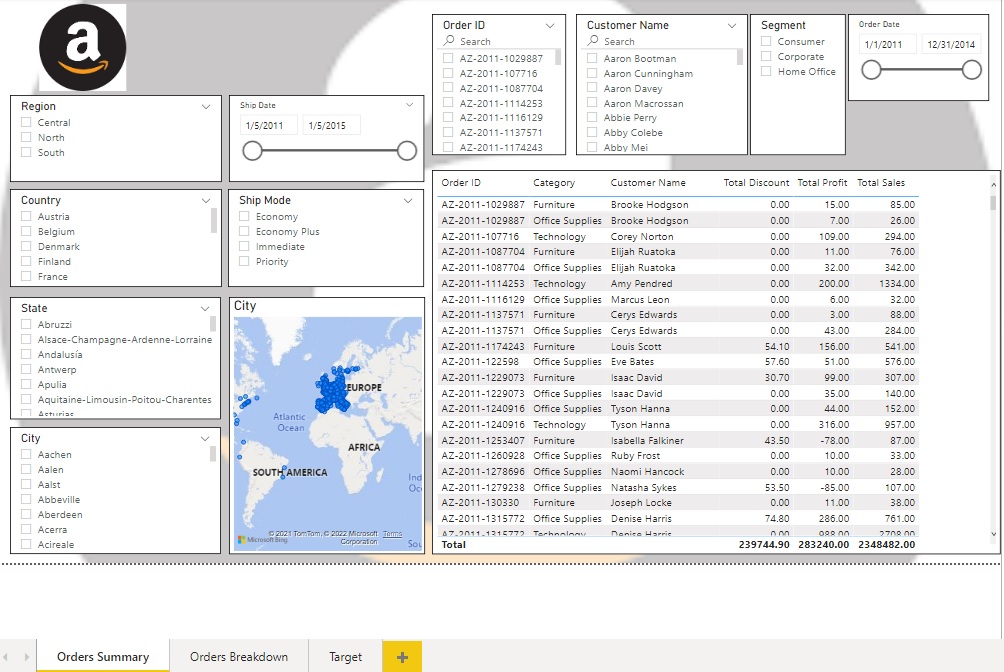 a
Order ID
Search
AZ-2011-1029887
AZ-2011-107716
AZ-2011-1087704
AZ-2011-1114253
AZ-2011-1116129
AZ-2011-1137571
AZ-2011-1174243
Customer Name
Search
Aaron Bootman
Aaron Cunningham
Aaron Davey
Aaron Macrossan
Abbie Perry
Abby Colebe
Abby Mei
Segment
Consumer
Corporate
Home Office
Order Date
1/1/2011 12/31/2014
Region
Central
North
South
Ship Date
1/5/2011 1/5/2015
Country
Austria
Belgium
Denmark
Finland
France
Ship Mode
Economy
Economy Plus
Immediate
Priority
State
Abruzzi
Alsace-Champagne-Ardenne-Lorraine
Andalusía
Antwerp
Apulia
Aquitaine-Limousin-Poitou-Charentes
Asturias
City
Aachen
Aalen
Aalst
Abbeville
Aberdeen
Acerra
Acireale
City
EUROPE
Atlantic
Ocean
AFRICA
SOUTH AMERICA
Ind
Oc
© 2021 TomTom, © 2022 Microsoft Terms
Corporation
Microsoft Bing
Sou
Order ID Category Customer Name Total Discount Total Profit Total Sales
AZ-2011-1029887 Furniture Brooke Hodgson 0.00 15.00 85.00
AZ-2011-1029887 Office Supplies Brooke Hodgson 0.00 7.00 26.00
AZ-2011-107716 Technology Corey Norton 0.00 109.00 294.00
AZ-2011-1087704 Furniture Elijah Ruatoka 0.00 11.00 76.00
AZ-2011-1087704 Office Supplies Elijah Ruatoka 0.00 32.00 342.00
AZ-2011-1114253 Technology Amy Pendred 0.00 200.00 1334.00
AZ-2011-1116129 Office Supplies Marcus Leon 0.00 6.00 32.00
AZ-2011-1137571 Furniture Cerys Edwards 0.00 3.00 88.00
AZ-2011-1137571 Office Supplies Cerys Edwards 0.00 43.00 284.00
AZ-2011-1174243 Furniture Louis Scott 54.10 156.00 541.00
AZ-2011-122598 Office Supplies Eve Bates 57.60 51.00 576.00
AZ-2011-1229073 Furniture Isaac David 30.70 99.00 307.00
AZ-2011-1229073 Office Supplies Isaac David 0.00 35.00 140.00
AZ-2011-1240916 Office Supplies Tyson Hanna 0.00 44.00 152.00
AZ-2011-1240916 Technology Tyson Hanna 0.00 316.00 957.00
AZ-2011-1253407 Furniture Isabella Falkiner 43.50 -78.00 87.00
AZ-2011-1260928 Office Supplies Ruby Frost 0.00 10.00 33.00
AZ-2011-1278696 Office Supplies Naomi Hancock 0.00 10.00 28.00
AZ-2011-1279238 Office Supplies Natasha Sykes 53.50 -85.00 107.00
AZ-2011-130330 Furniture Joseph Locke 0.00 11.00 38.00
AZ-2011-1315772 Office Supplies Denise Harris 74.80 286.00 761.00
AZ-2011-1315772 Technology Denise Harris 0.00 988.00 2708.00
Total 239744.90 283240.00 2348482.00
Orders Summary Orders Breakdown Target +